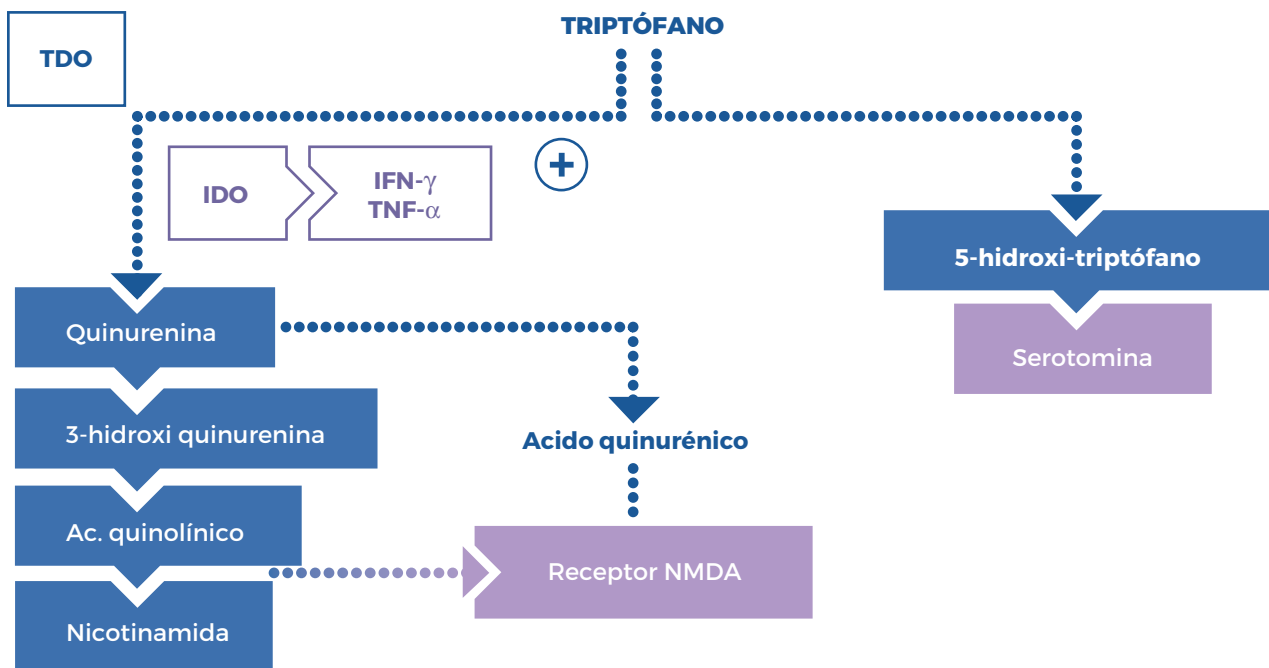 TRIPTÓFANO
TDO
IDO
IFN-γ
TNF-α
+
5-hidroxi-triptófano
Serotomina
Quinurenina
3-hidroxi quinurenina
Acido quinurénico
Ac. quinolínico
Receptor NMDA
Nicotinamida